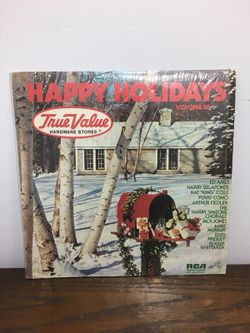 HAPPY HOLIDAYS
True Value
HARDWARE STORES
ED AMES
HARRY BELAFONTE
NAT "KING" COLE
PERRY COMO
ARTHUR FIEDLER
THE
HARRY SIMEONE
CHORALE
JACK JONES
ANNE
MURRAY
ELVIS
PRESLEY
ROGER
WHITTAKER
RCA